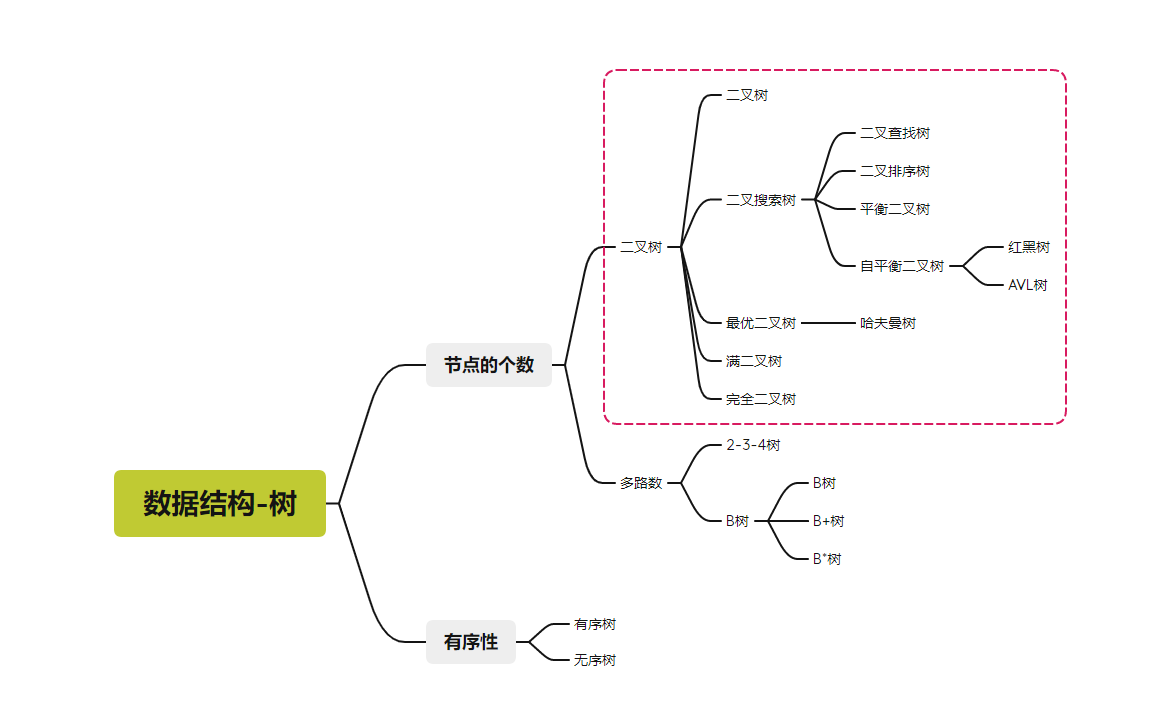 数据结构-树
节点的个数
二叉树
二叉树
二叉搜索树
二叉查找树
二叉排序树
平衡二叉树
自平衡二叉树
红黑树
AVL树
最优二叉树
哈夫曼树
满二叉树
完全二叉树
多路数
2-3-4树
B树
B树
B+树
B*树
有序性
有序树
无序树